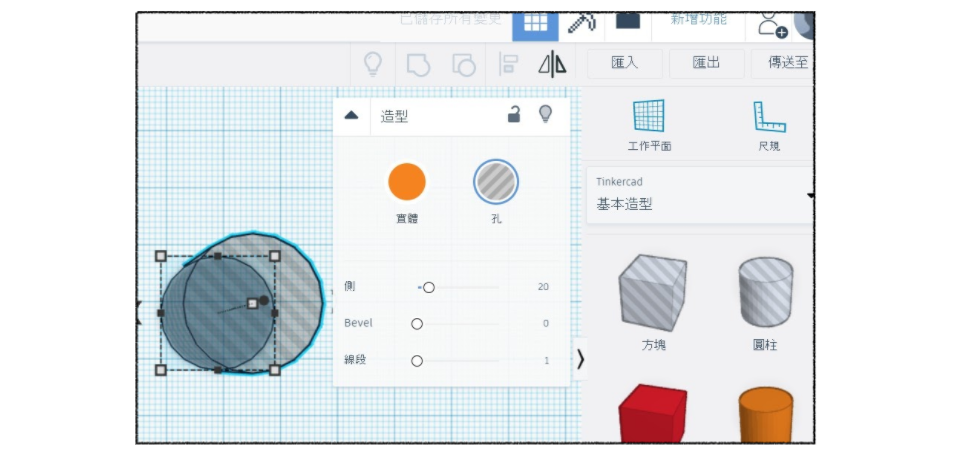 已儲存所有變更
新增功能
匯入
匯出
傳送至
造型
工作平面
尺規
實體
孔
Tinkercad
基本造型
側
20
Bevel
0
線段
1
方塊
圓柱